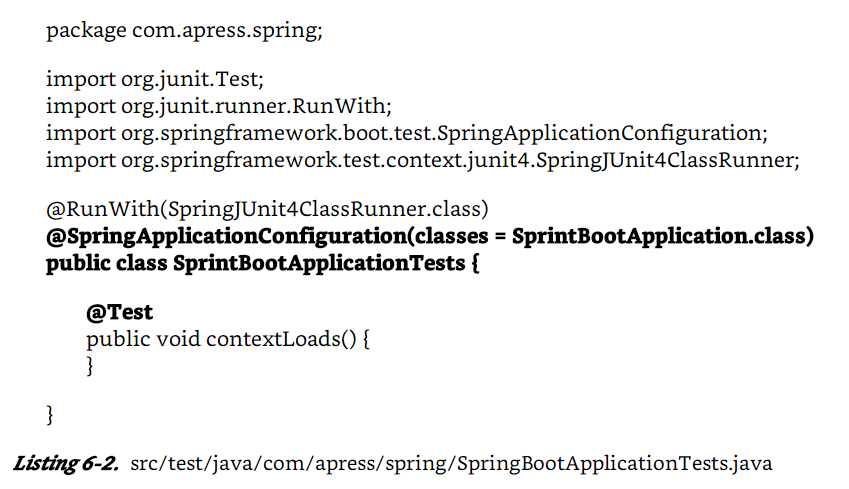 package com.apress.spring;
import org.junit.Test;
import org.junit.runner.RunWith;
import org.springframework.boot.test.SpringApplicationConfiguration;
import org.springframework.test.context.junit4.SpringJUnit4ClassRunner;
@RunWith(SpringJUnit4ClassRunner.class)
@SpringApplicationConfiguration(classes = SprintBootApplication.class)
public class SprintBootApplicationTests {
@Test
public void contextLoads() {
}
}
Listing 6-2. src/test/java/com/apress/spring/SpringBootApplicationTests.java